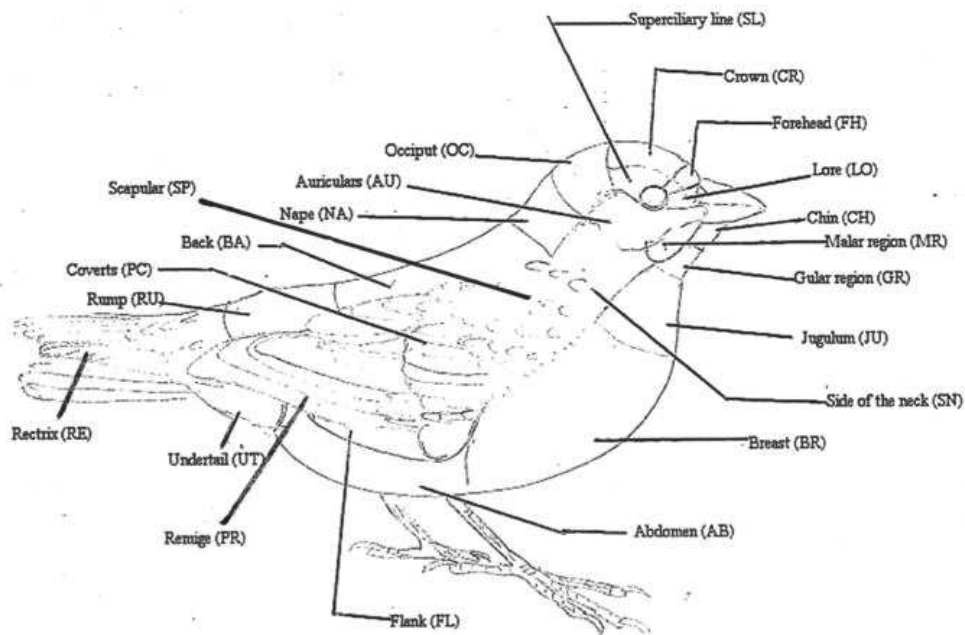 Superciliary line (SL)
Crown (CR)
Forehead (FH)
Occiput (OC)
Lore (LO)
Auriculars (AU)
Scapular (SP)
Nape (NA)
Chin (CH)
Back (BA)
Malar region (MR)
Coverts (PC)
Gular region (GR)
Rump (RU)
Jugulum (JU)
Side of the neck (SN)
Rectrix (RE)
Breast (BR)
Undertail (UT)
Remige (PR)
Abdomen (AB)
Flank (FL)